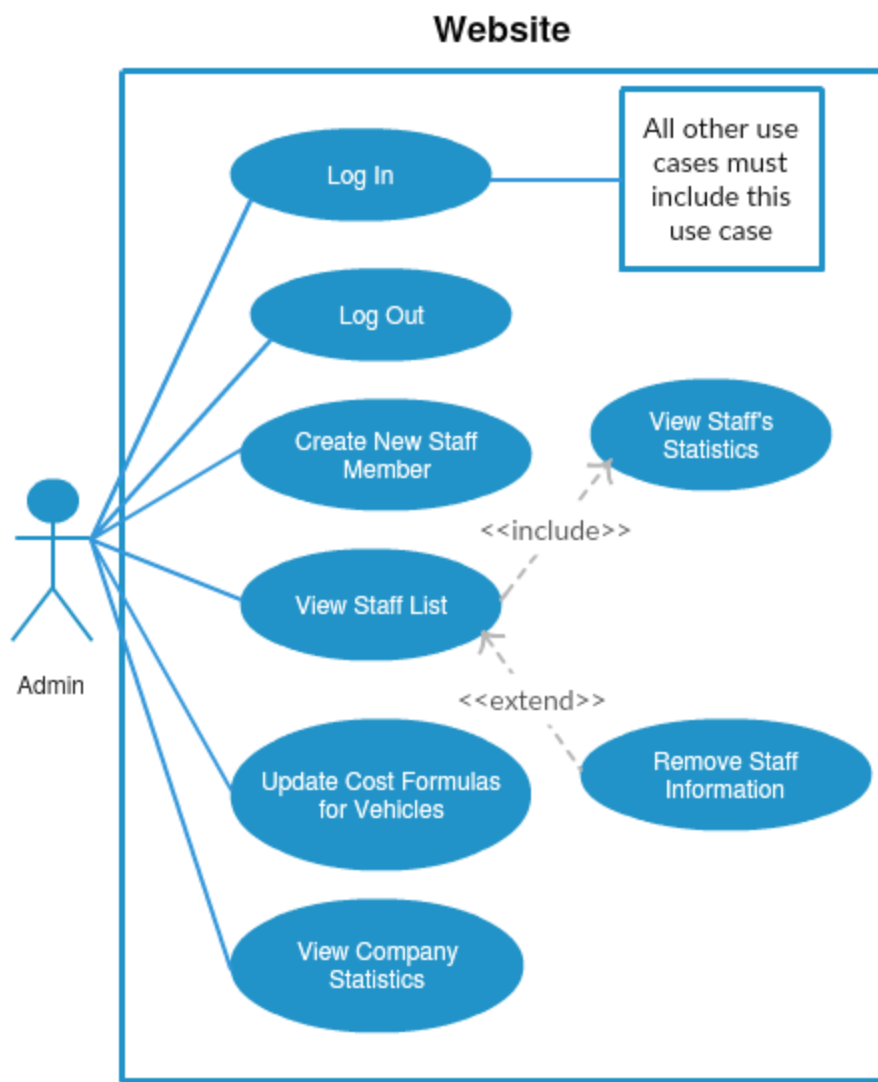 Website
Log In
All other use
cases must
include this
use case
Log Out
Create New Staff
Member
View Staff's
Statistics
<<include>>
View Staff List
Admin
<<extend>>
Update Cost Formulas
for Vehicles
Remove Staff
Information
View Company
Statistics